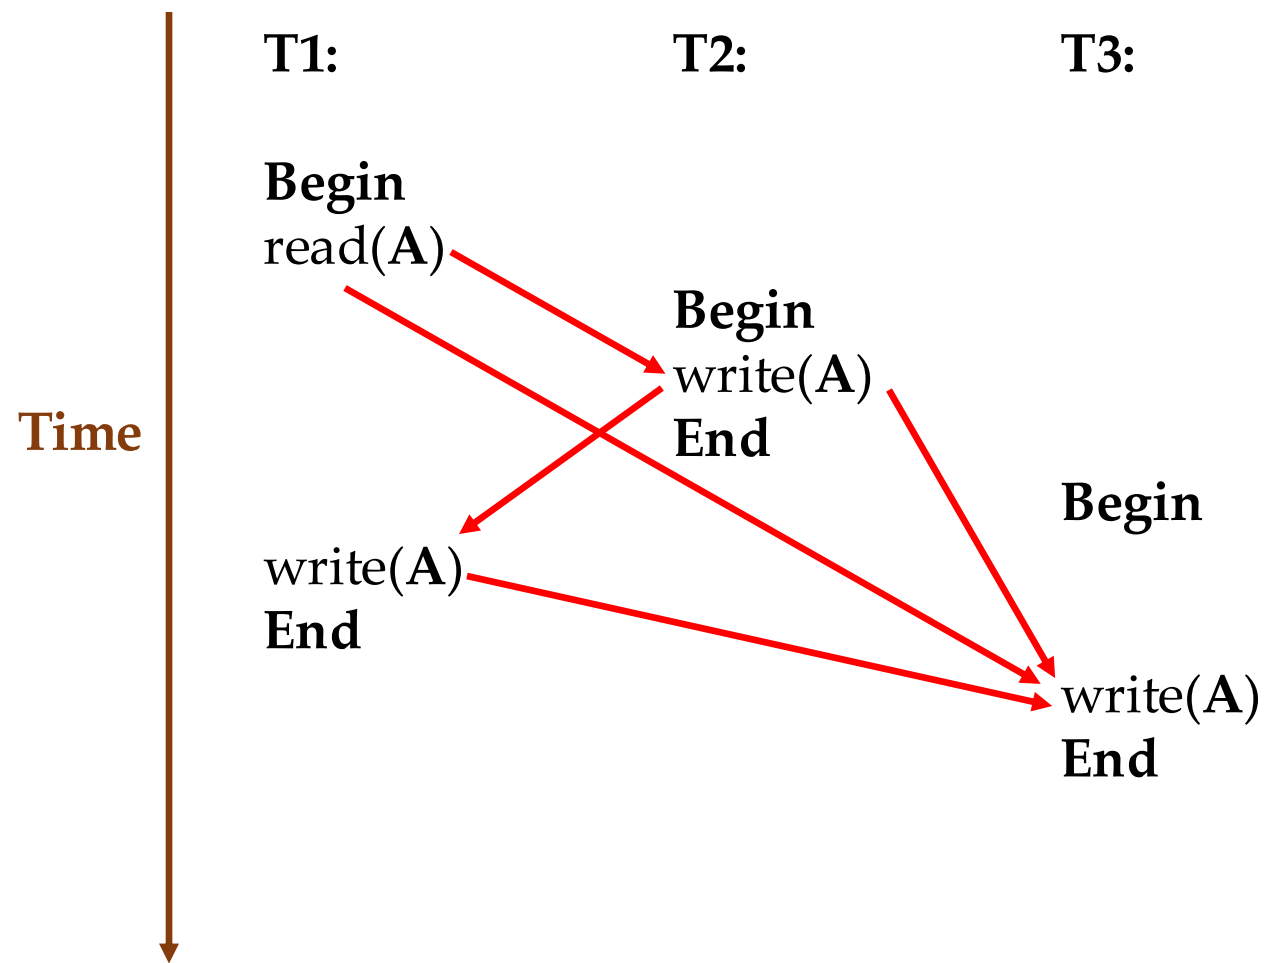 T1: T2: T3:
Begin
read(A)
Begin
write(A)
Time
End
Begin
write(A)
End
write(A)
End